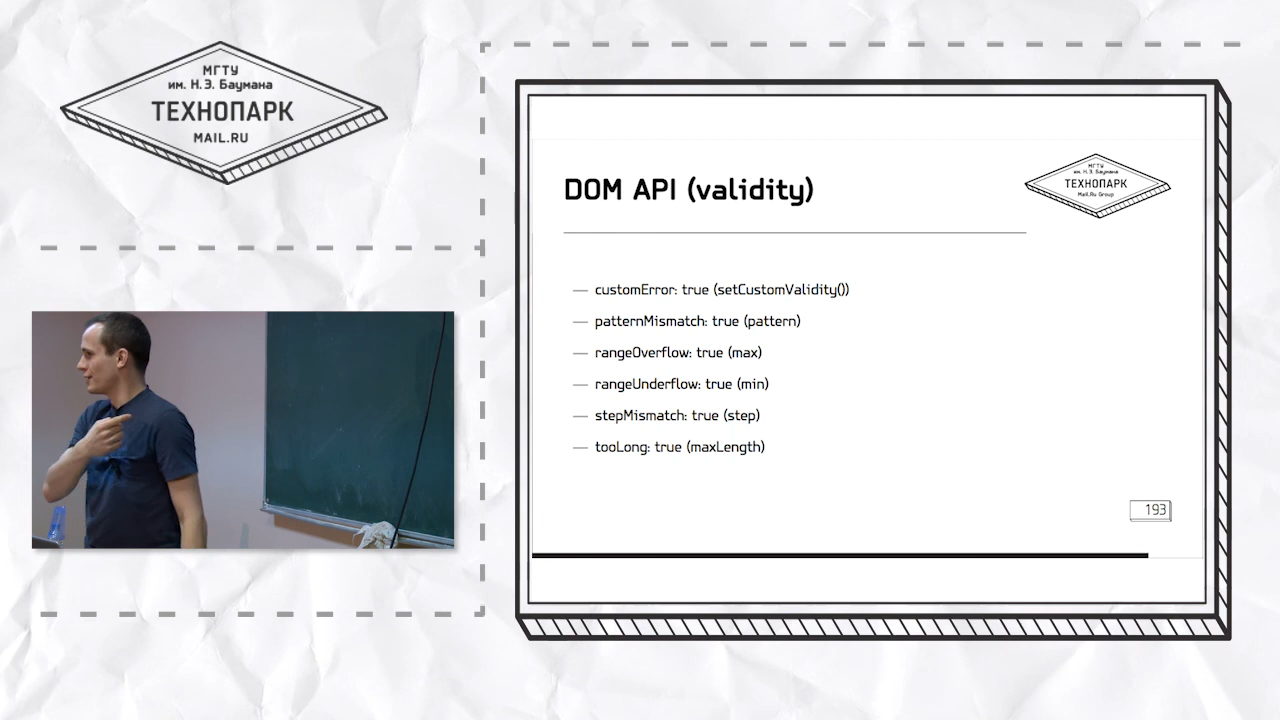 МГТУ
им. Н.Э. Баумана
ТЕХНОПАРК
MAIL.RU
DOM API (validity)
МГТУ
им. Н.Э. Баумана
ТЕХНОПАРК
Mail.Ru Group
— customError: true (setCustomValidity())
— patternMismatch: true (pattern)
— rangeOverflow: true (max)
— rangeUnderflow: true (min)
— stepMismatch: true (step)
— tooLong: true (maxLength)
193